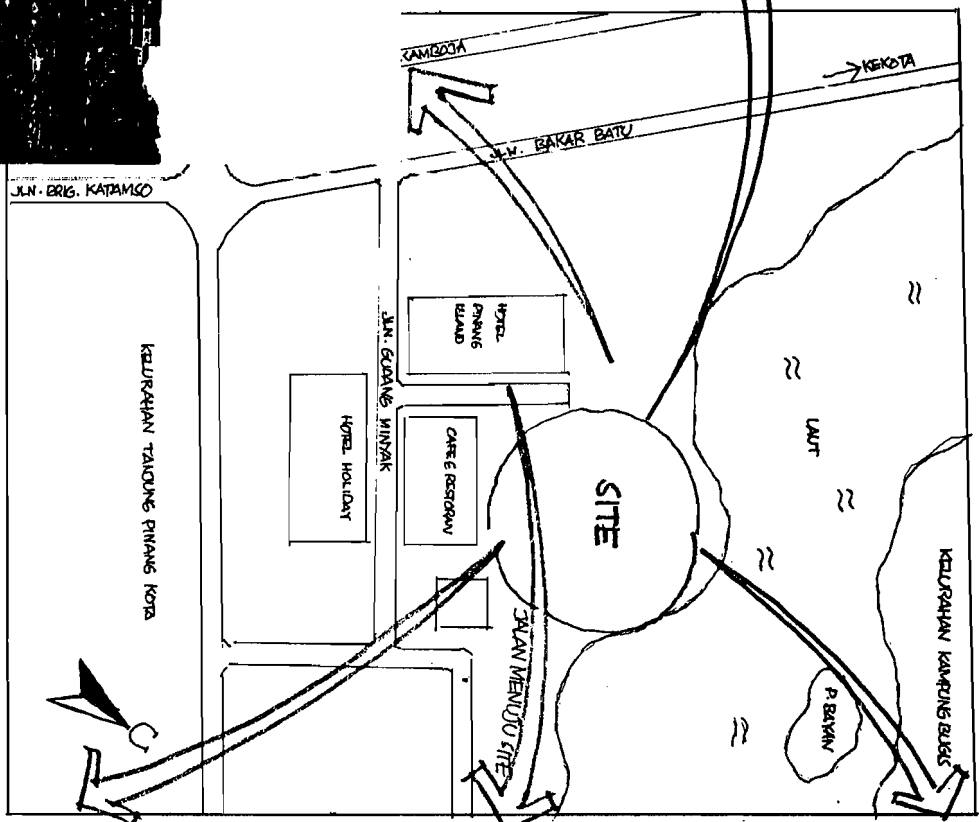 KAMBOJA
KEKOTA
JLN. BAKAR BATU
JLN. BRIG. KATAMSO
HOTEL
PINANG
ISLAND
JLN. GUDANG MINYAK
HOTEL HOLIDAY
CAFE & RESTORAN
SITE
LAUT
KELURAHAN TANJUNG PINANG KOTA
KELURAHAN KAMPUNG BUGIS
JALAN MENUJU SITE
P. BAYAN
U